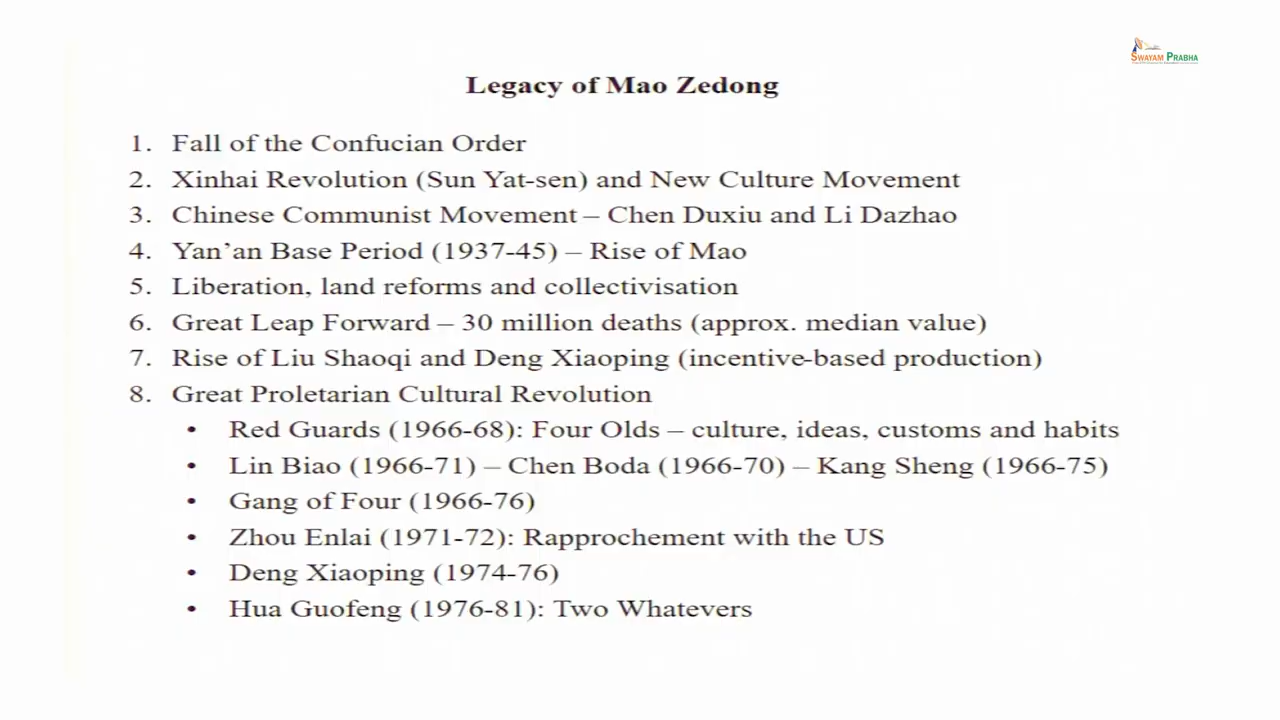 SWAYAM PRABHA
Legacy of Mao Zedong
1. Fall of the Confucian Order
2. Xinhai Revolution (Sun Yat-sen) and New Culture Movement
3. Chinese Communist Movement – Chen Duxiu and Li Dazhao
4. Yan’an Base Period (1937-45) – Rise of Mao
5. Liberation, land reforms and collectivisation
6. Great Leap Forward – 30 million deaths (approx. median value)
7. Rise of Liu Shaoqi and Deng Xiaoping (incentive-based production)
8. Great Proletarian Cultural Revolution
• Red Guards (1966-68): Four Olds – culture, ideas, customs and habits
• Lin Biao (1966-71) – Chen Boda (1966-70) – Kang Sheng (1966-75)
• Gang of Four (1966-76)
• Zhou Enlai (1971-72): Rapprochement with the US
• Deng Xiaoping (1974-76)
• Hua Guofeng (1976-81): Two Whatevers